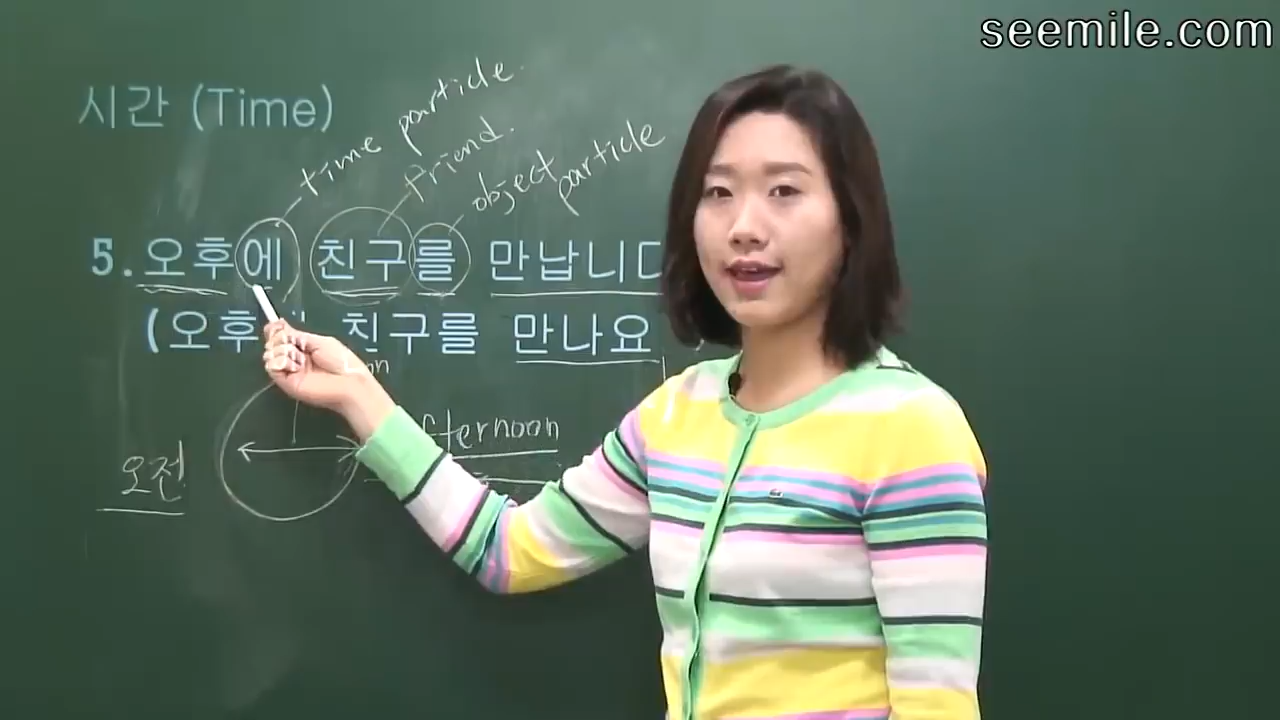 seemile.com
시간 (Time)
time particle.
friend.
object particle
5.오후에 친구를 만납니다
(오후에 친구를 만나요
오전
afternoon